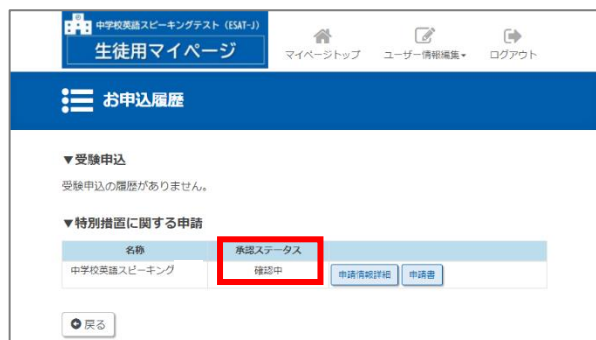 中学校英語スピーキングテスト（ESAT-J）
生徒用マイページ
マイページトップ
ユーザー情報編集▾
ログアウト
お申込履歴
▼受験申込
受験申込の履歴がありません。
▼特別措置に関する申請
名称 承認ステータス
中学校英語スピーキング 確認中 申請情報詳細 申請書
戻る